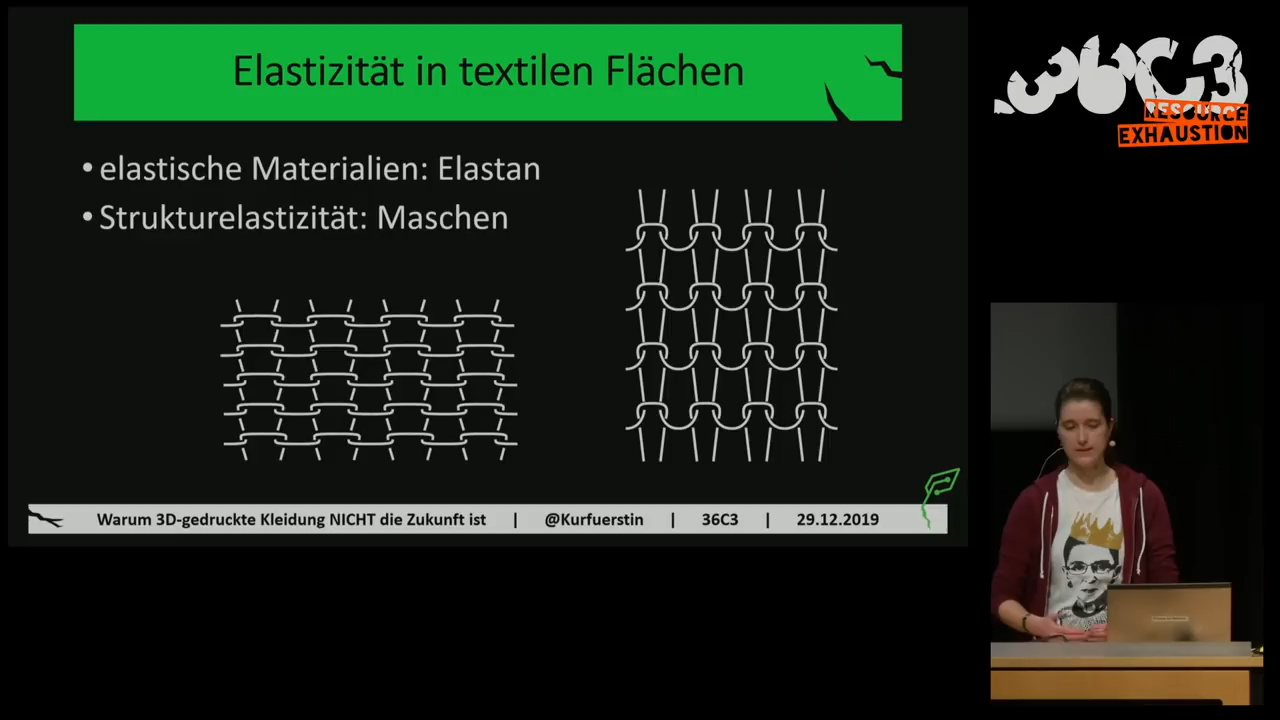 Elastizität in textilen Flächen
• elastische Materialien: Elastan
• Strukturelastizität: Maschen
Warum 3D-gedruckte Kleidung NICHT die Zukunft ist | @Kurfuerstin | 36C3 | 29.12.2019
36C3
RESOURCE
EXHAUSTION